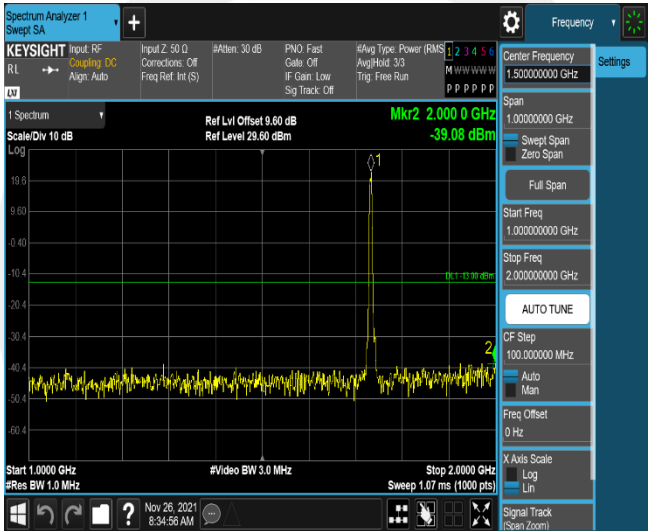 Spectrum Analyzer 1
Swept SA
Frequency
KEYSIGHT
RL
LXI
Input: RF
Coupling: DC
Align: Auto
Input Z: 50 Ω
Corrections: Off
Freq Ref: Int (S)
#Atten: 30 dB
PNO: Fast
Gate: Off
IF Gain: Low
Sig Track: Off
#Avg Type: Power (RMS
Avg|Hold: 3/3
Trig: Free Run
1 2 3 4 5 6
M W W W W W
P P P P P P
1 Spectrum
Scale/Div 10 dB
Log
Ref Lvl Offset 9.60 dB
Ref Level 29.60 dBm
Mkr2 2.000 0 GHz
-39.08 dBm
1
19.6
9.60
-0.40
-10.4
DL1 -13.00 dBm
-20.4
-30.4
2
-40.4
-50.4
-60.4
Start 1.0000 GHz
#Res BW 1.0 MHz
#Video BW 3.0 MHz
Stop 2.0000 GHz
Sweep 1.07 ms (1000 pts)
Nov 26, 2021
8:34:56 AM
Center Frequency
1.500000000 GHz
Settings
Span
1.00000000 GHz
Swept Span
Zero Span
Full Span
Start Freq
1.000000000 GHz
Stop Freq
2.000000000 GHz
AUTO TUNE
CF Step
100.000000 MHz
Auto
Man
Freq Offset
0 Hz
X Axis Scale
Log
Lin
Signal Track
(Span Zoom)